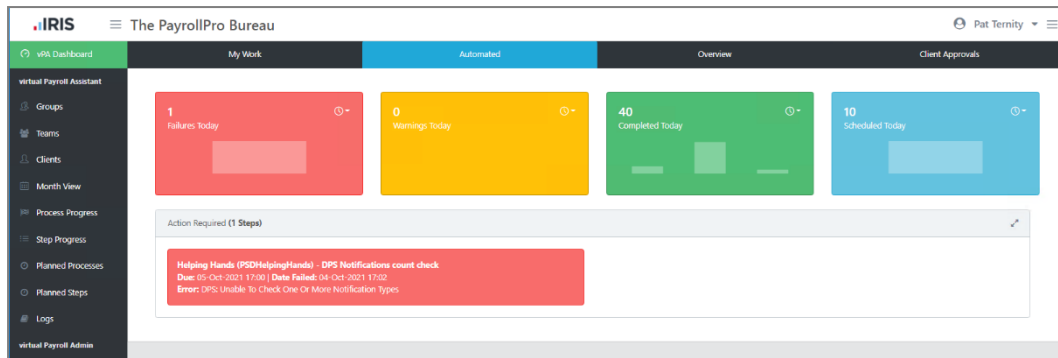 IRIS
The PayrollPro Bureau
Pat Ternity
vPA Dashboard
My Work
Automated
Overview
Client Approvals
virtual Payroll Assistant
Groups
Teams
Clients
Month View
Process Progress
Step Progress
Planned Processes
Planned Steps
Logs
virtual Payroll Admin
1
Failures Today
0
Warnings Today
40
Completed Today
10
Scheduled Today
Action Required (1 Steps)
Helping Hands (PSDHelpingHands) - DPS Notifications count check
Due: 05-Oct-2021 17:00 | Date Failed: 04-Oct-2021 17:02
Error: DPS: Unable To Check One Or More Notification Types